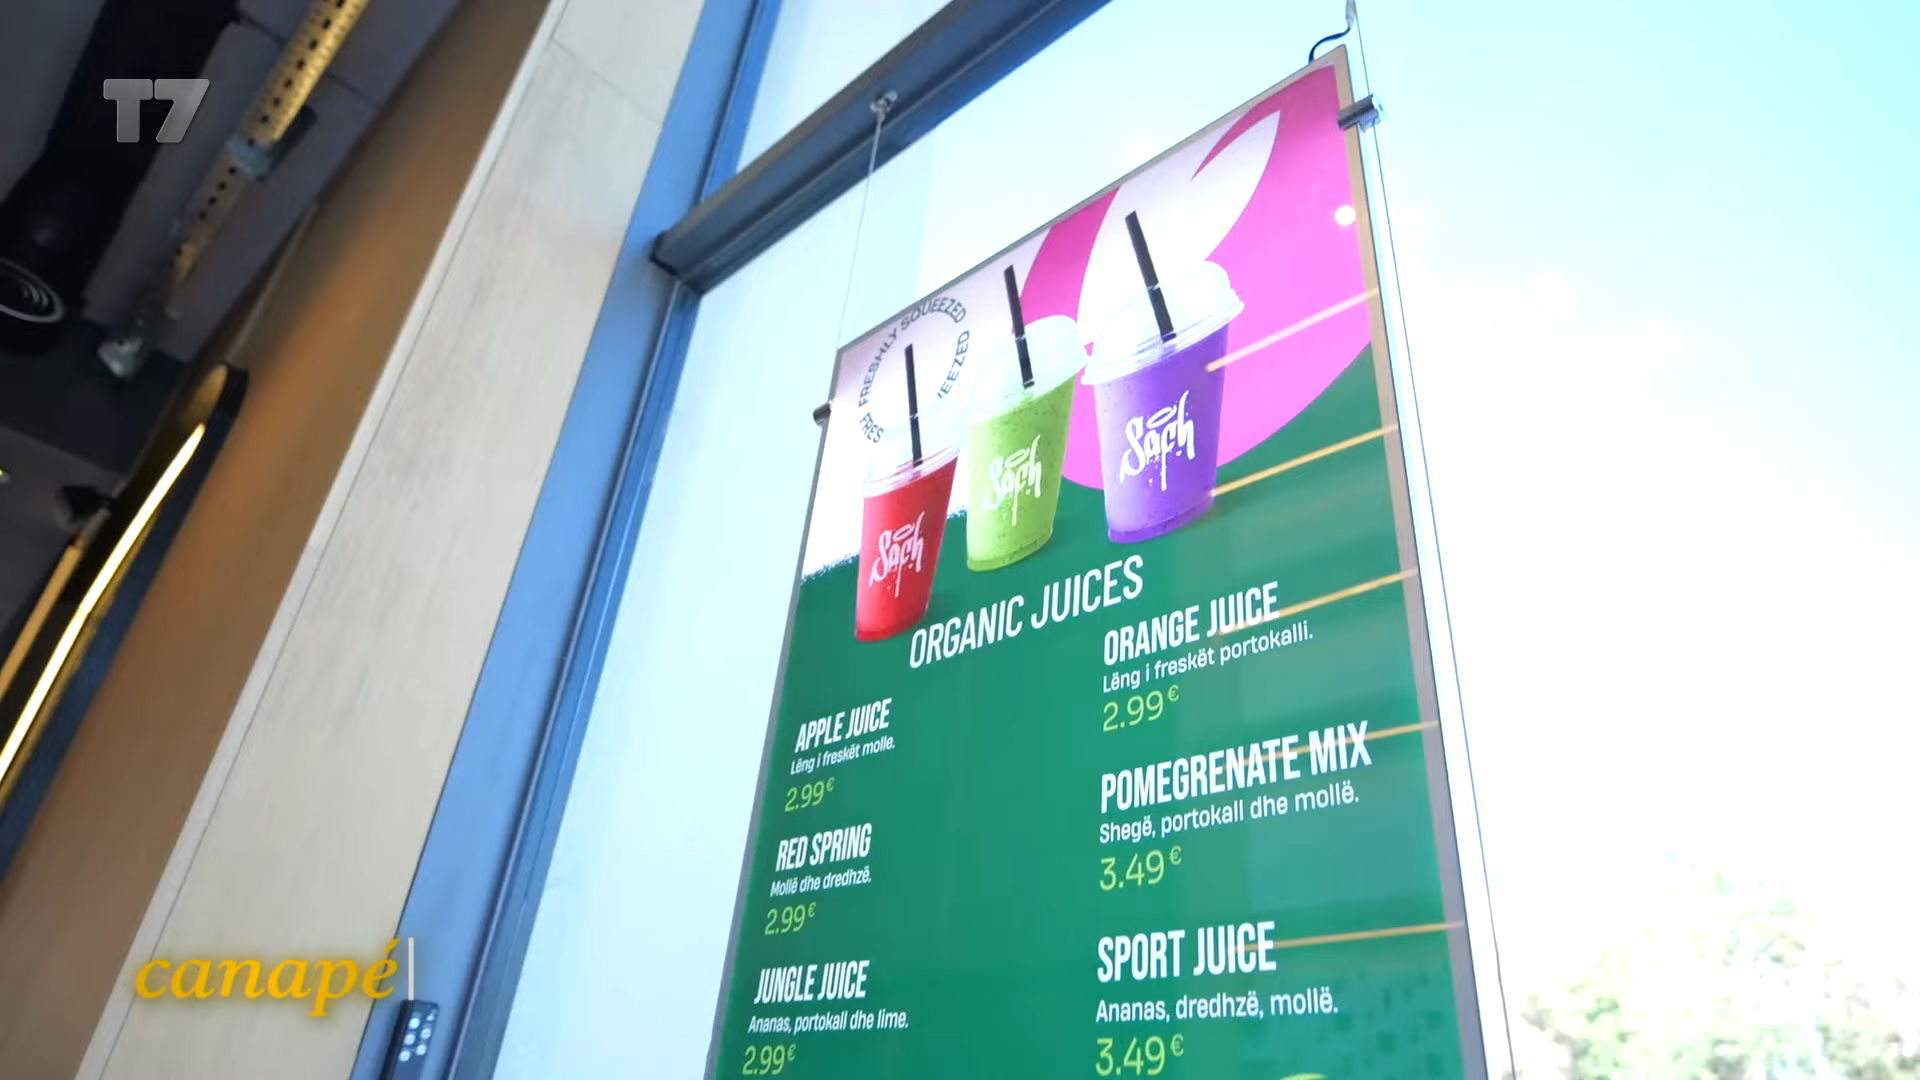 T7
FRESHLY SQUEEZED
Sach
Sach
Sach
ORGANIC JUICES
APPLE JUICE
Lëng i freskët molle.
2.99€
RED SPRING
Mollë dhe dredhzë.
2.99€
JUNGLE JUICE
Ananas, portokall dhe lime.
2.99€
ORANGE JUICE
Lëng i freskët portokalli.
2.99€
POMEGRENATE MIX
Shegë, portokall dhe mollë.
3.49€
SPORT JUICE
Ananas, dredhzë, mollë.
3.49€
canapé